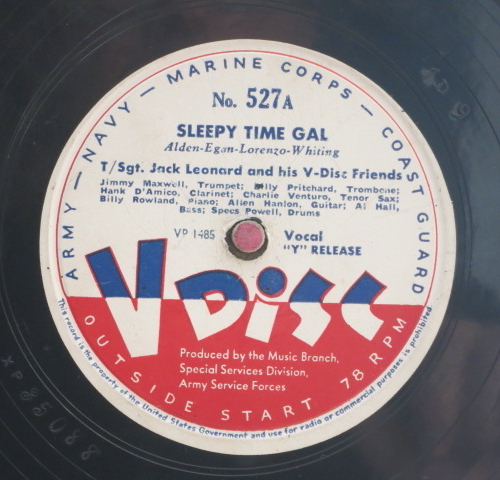 ARMY — NAVY — MARINE CORPS — COAST GUARD
No. 527A
SLEEPY TIME GAL
Alden-Egan-Lorenzo-Whiting
T/Sgt. Jack Leonard and his V-Disc Friends
Jimmy Maxwell, Trumpet; Billy Pritchard, Trombone;
Hank D'Amico, Clarinet; Charlie Venturo, Tenor Sax;
Billy Rowland, Piano; Allen Hanlon, Guitar; Al Hall,
Bass; Specs Powell, Drums
VP 1485
Vocal
"Y" RELEASE
V DISC
Produced by the Music Branch,
Special Services Division,
Army Service Forces
OUTSIDE START 78 RPM
This record is the property of the United States Government and use for radio or commercial purposes is prohibited